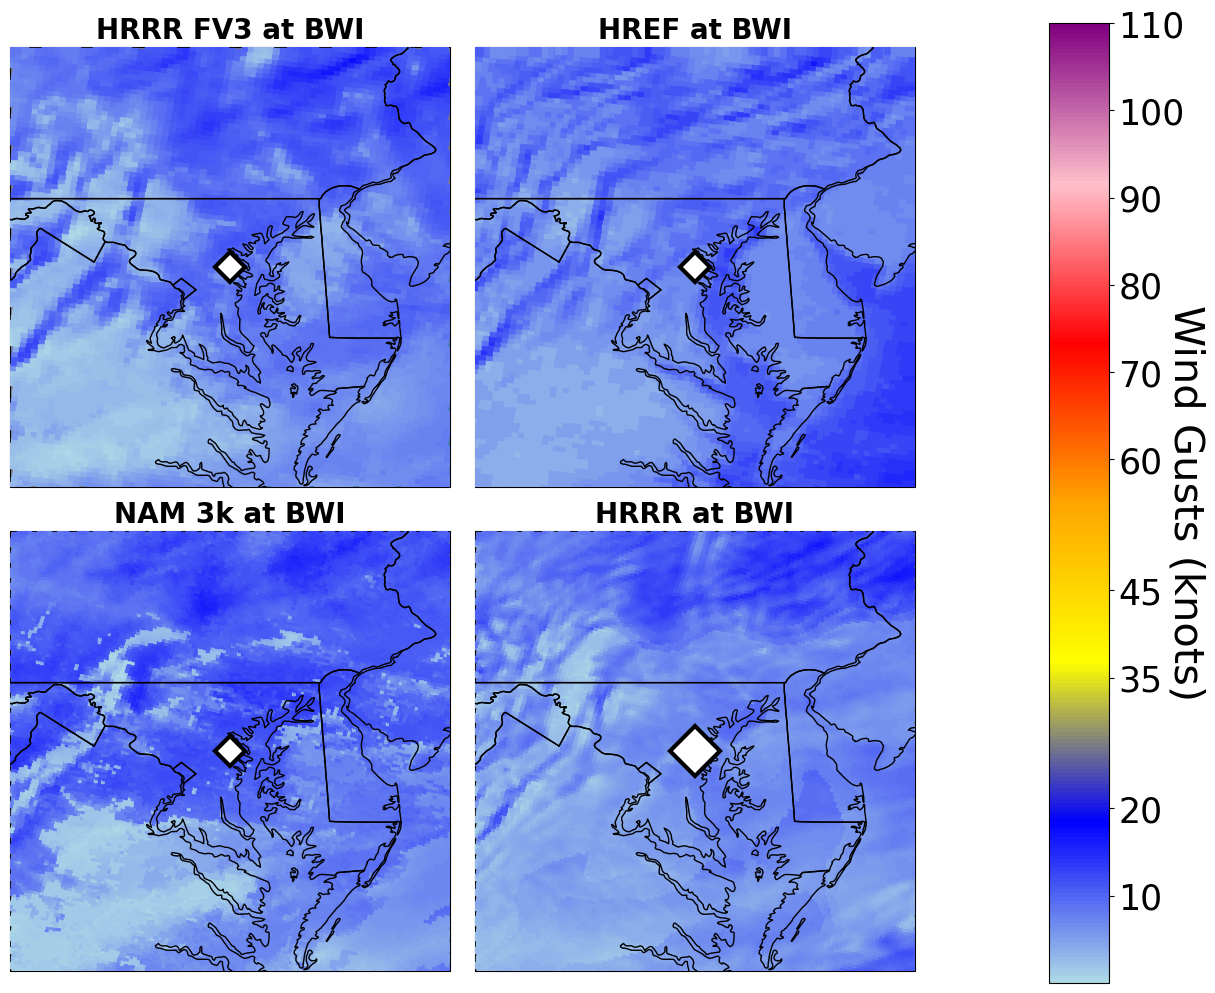 HRRR FV3 at BWI
HREF at BWI
NAM 3k at BWI
HRRR at BWI
110
100
90
80
70
60
45
35
20
10
Wind Gusts (knots)